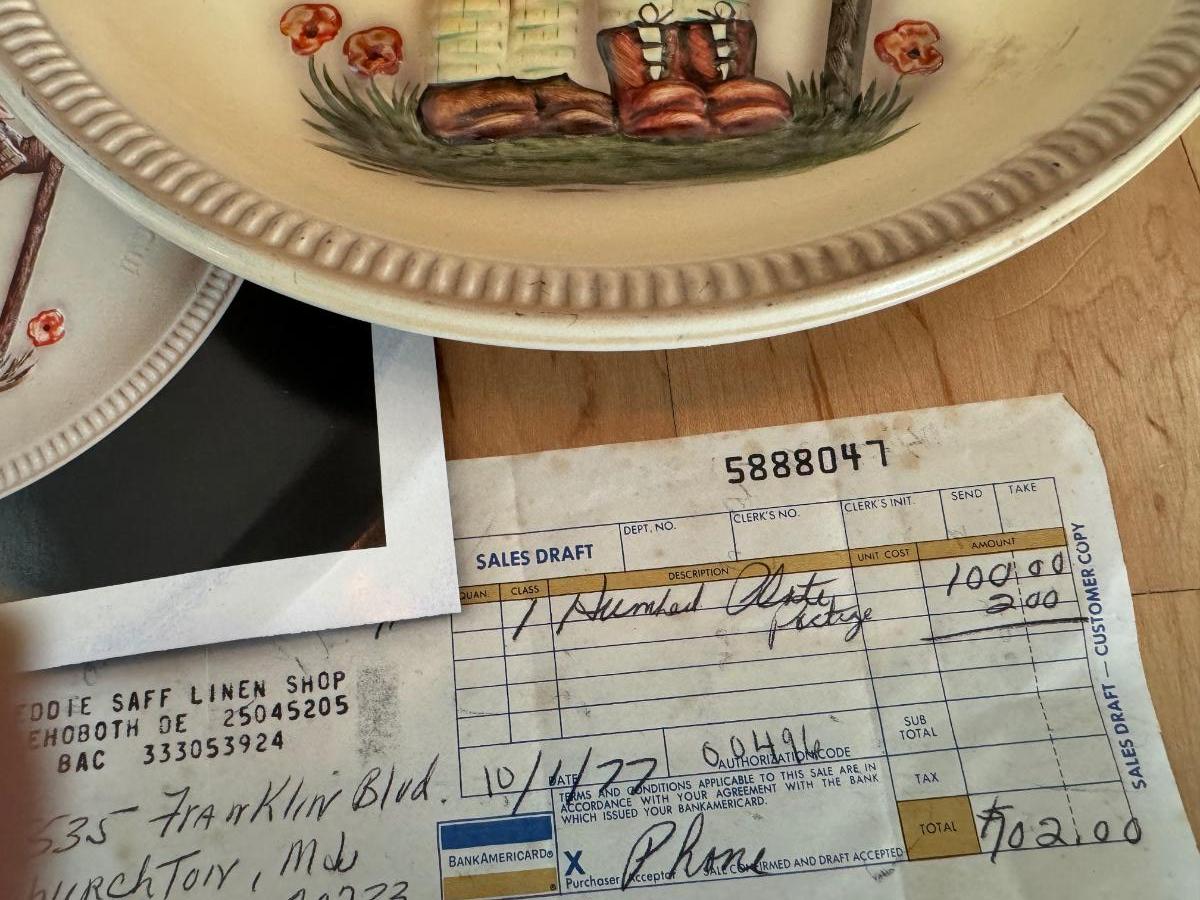 5888047
DEPT. NO. CLERK'S NO. CLERK'S INIT. SEND TAKE
SALES DRAFT
QUAN. CLASS DESCRIPTION UNIT COST AMOUNT
1 Plate 100 00
Postage 2 00
SUB TOTAL
TAX
TOTAL $102.00
10/1/77
DATE
00496
AUTHORIZATION CODE
TERMS AND CONDITIONS APPLICABLE TO THIS SALE ARE IN
ACCORDANCE WITH YOUR AGREEMENT WITH THE BANK
WHICH ISSUED YOUR BANKAMERICARD.
BANKAMERICARD®
X Phone
Purchaser Acceptor SALE CONFIRMED AND DRAFT ACCEPTED
SALES DRAFT — CUSTOMER COPY
EDDIE SAFF LINEN SHOP
EHOBOTH DE 25045205
BAC 333053924
535 Franklin Blvd.
hurchTon, Md